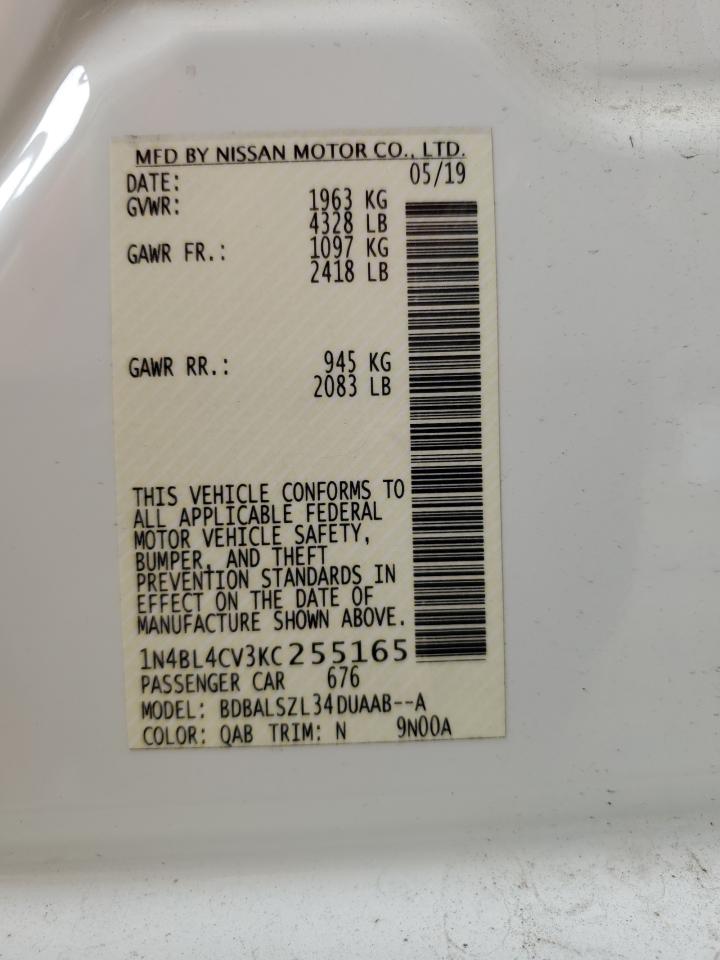 MFD BY NISSAN MOTOR CO., LTD.
DATE: 05/19
GVWR: 1963 KG
4328 LB
GAWR FR.: 1097 KG
2418 LB
GAWR RR.: 945 KG
2083 LB
THIS VEHICLE CONFORMS TO
ALL APPLICABLE FEDERAL
MOTOR VEHICLE SAFETY,
BUMPER, AND THEFT
PREVENTION STANDARDS IN
EFFECT ON THE DATE OF
MANUFACTURE SHOWN ABOVE.
1N4BL4CV3KC255165
PASSENGER CAR 676
MODEL: BDBALSZL34DUAAB--A
COLOR: QAB TRIM: N 9N00A